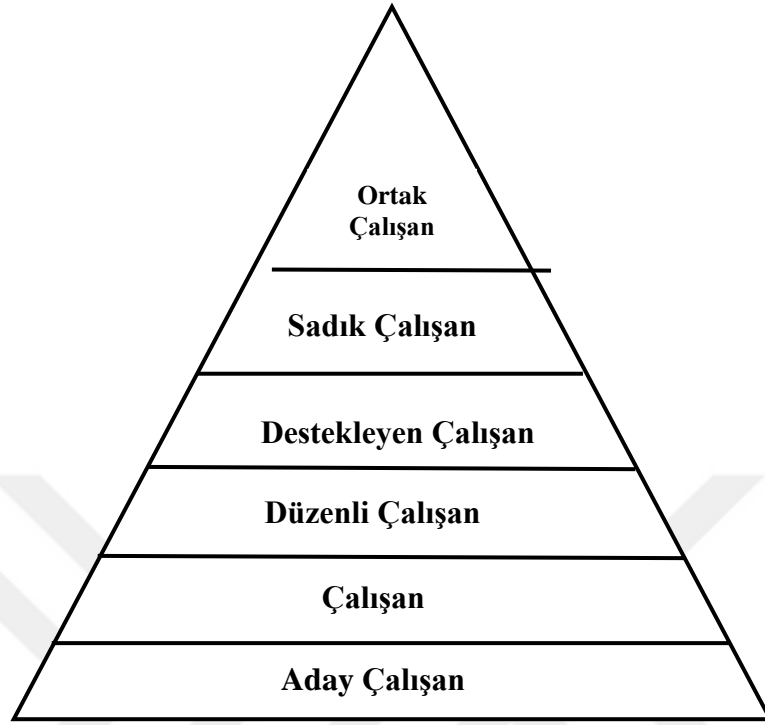 Ortak
Çalışan
Sadık Çalışan
Destekleyen Çalışan
Düzenli Çalışan
Çalışan
Aday Çalışan